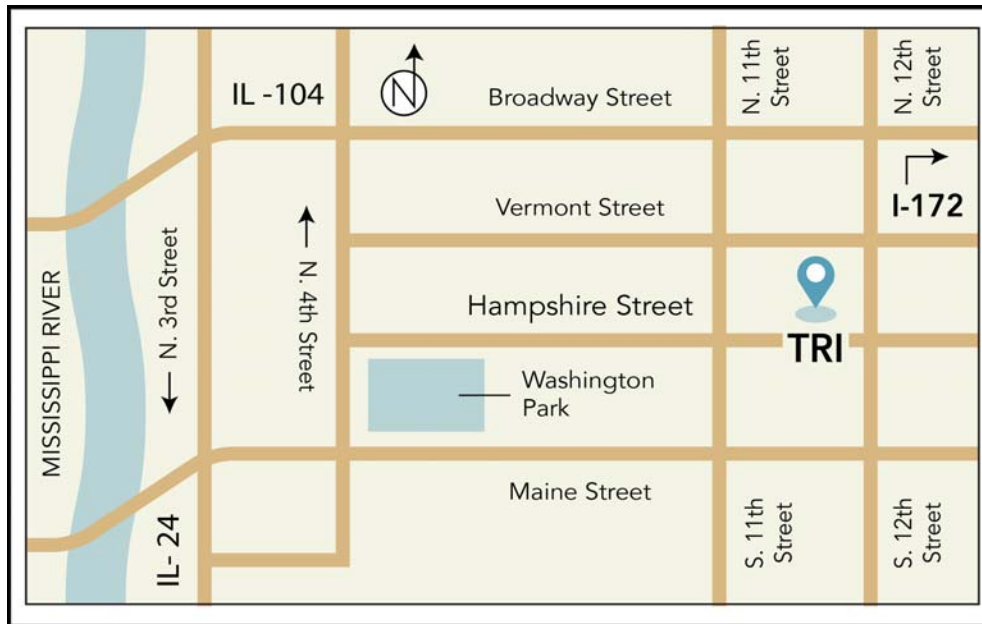 IL -104
N
Broadway Street
N. 11th
Street
N. 12th
Street
I-172
Vermont Street
MISSISSIPPI RIVER
N. 3rd Street
N. 4th Street
Hampshire Street
TRI
Washington
Park
Maine Street
IL- 24
S. 11th
Street
S. 12th
Street